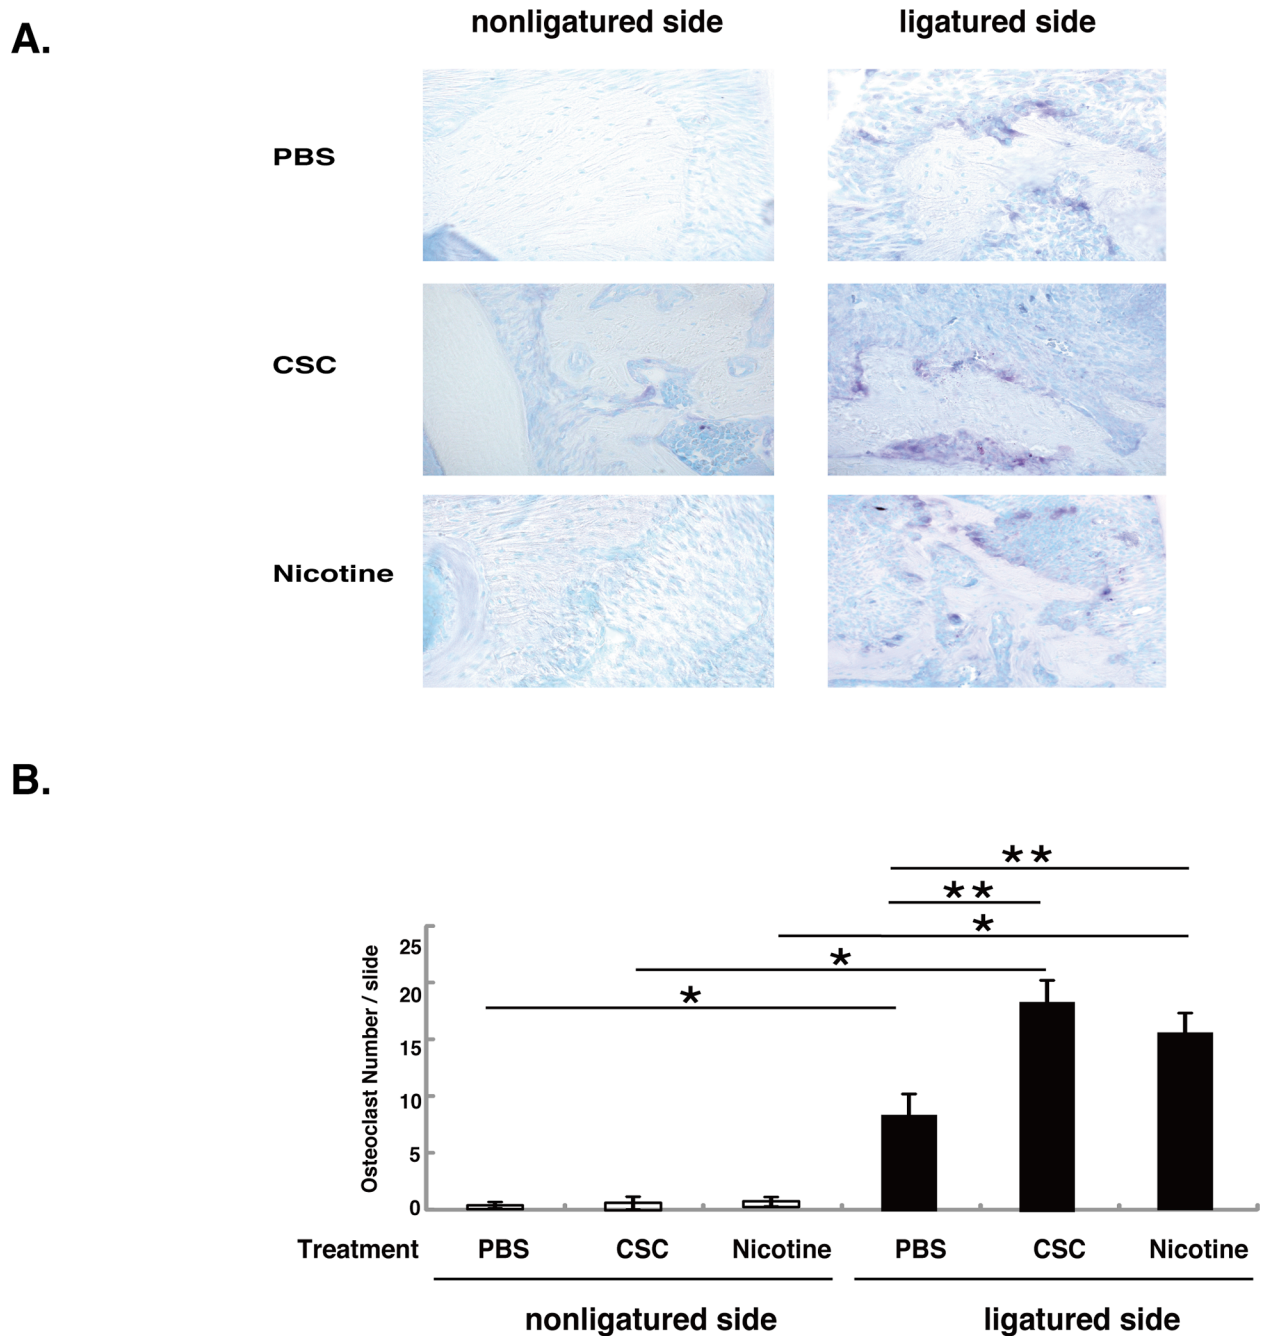 A.
nonligatured side ligatured side
PBS
CSC
Nicotine
B.
** 
**
*
*
*
Osteoclast Number / slide
25
20
15
10
5
0
Treatment PBS CSC Nicotine PBS CSC Nicotine
nonligatured side ligatured side